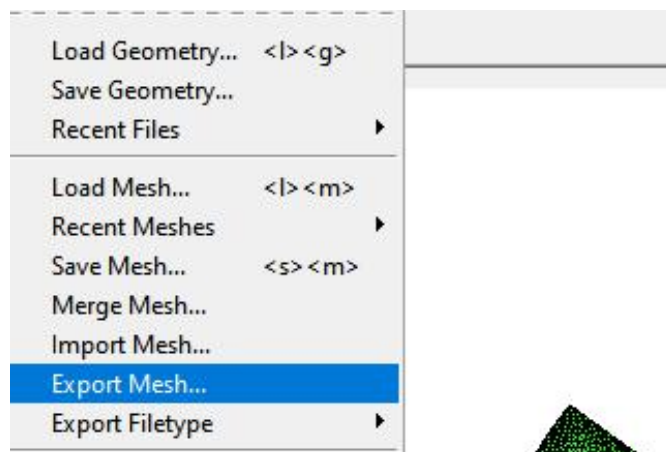 Load Geometry... <l><g>
Save Geometry...
Recent Files
Load Mesh... <l><m>
Recent Meshes
Save Mesh... <s><m>
Merge Mesh...
Import Mesh...
Export Mesh...
Export Filetype